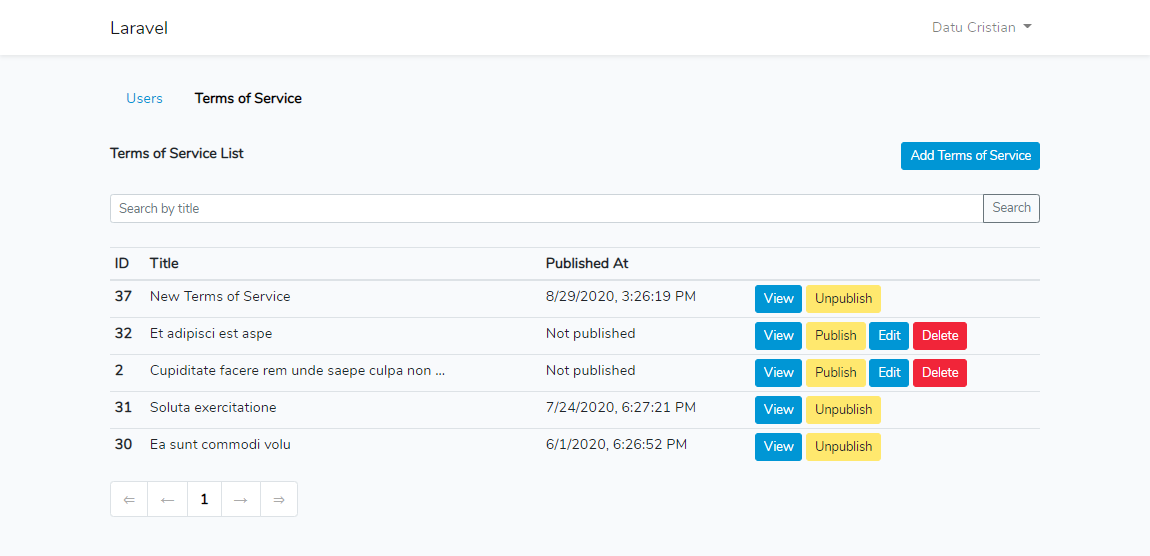 Laravel Datu Cristian
Users Terms of Service
Terms of Service List Add Terms of Service
Search by title Search
ID Title Published At
37 New Terms of Service 8/29/2020, 3:26:19 PM View Unpublish
32 Et adipisci est aspe Not published View Publish Edit Delete
2 Cupiditate facere rem unde saepe culpa non ... Not published View Publish Edit Delete
31 Soluta exercitatione 7/24/2020, 6:27:21 PM View Unpublish
30 Ea sunt commodi volu 6/1/2020, 6:26:52 PM View Unpublish
⇐ ← 1 → ⇒